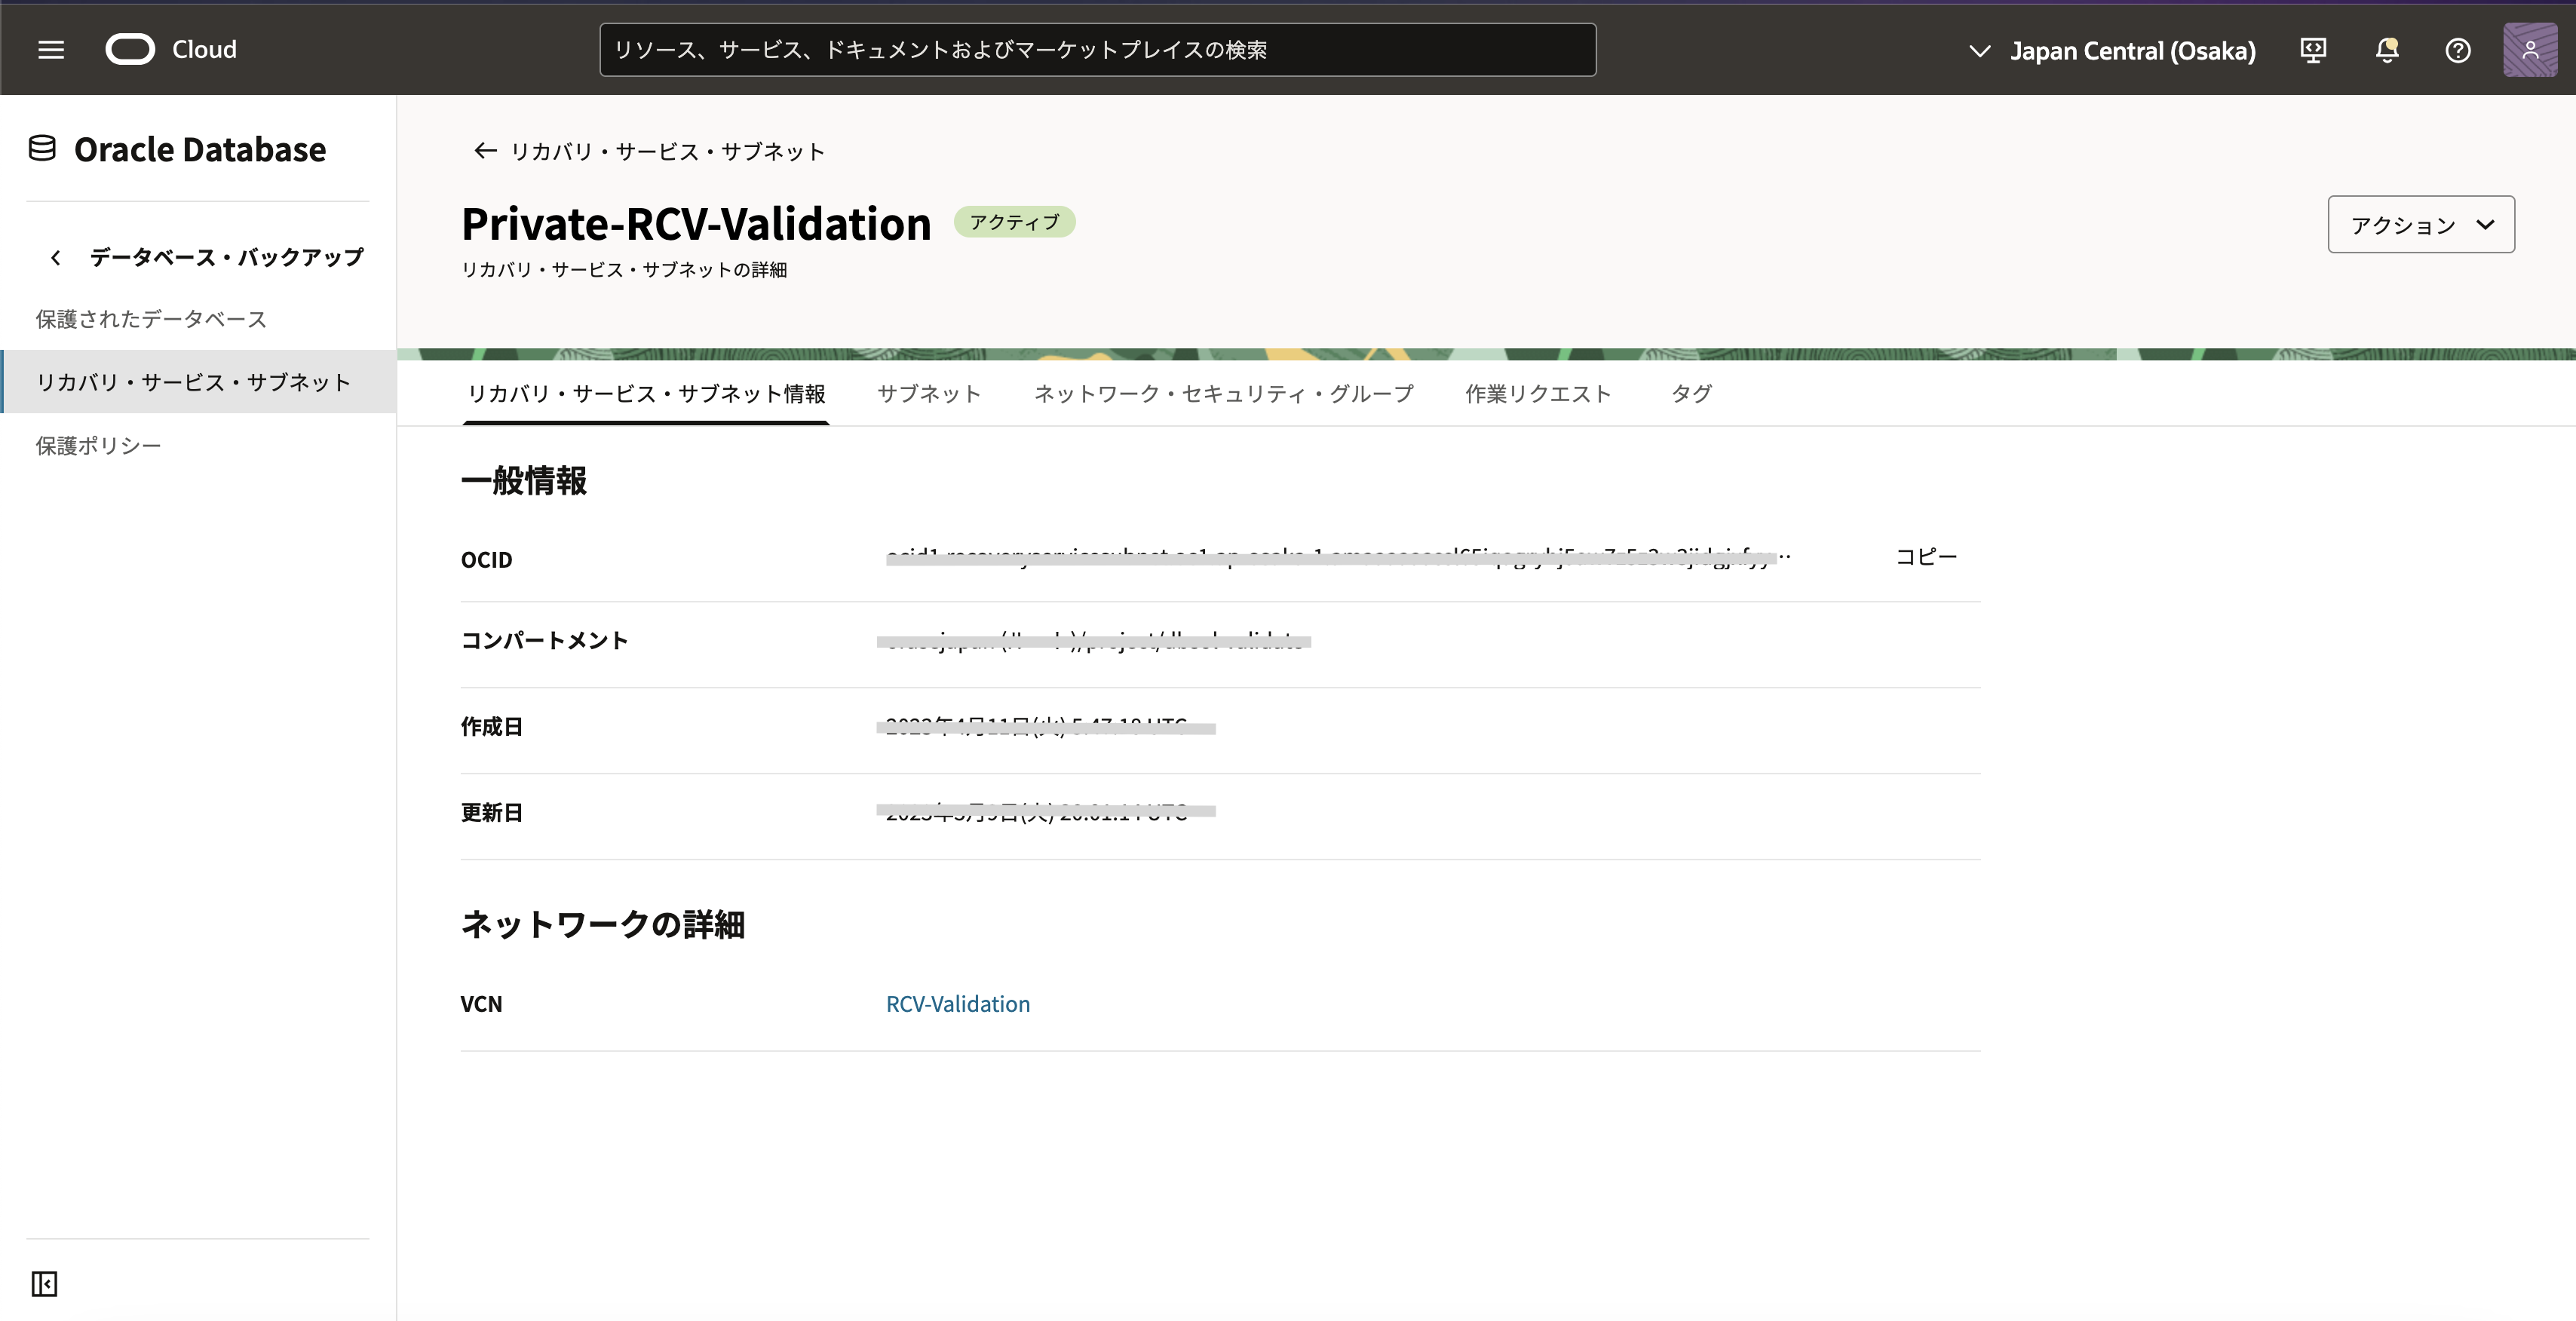 Cloud
リソース、サービス、ドキュメントおよびマーケットプレイスの検索
Japan Central (Osaka)
Oracle Database
データベース・バックアップ
保護されたデータベース
リカバリ・サービス・サブネット
保護ポリシー
リカバリ・サービス・サブネット
Private-RCV-Validation アクティブ
リカバリ・サービス・サブネットの詳細
アクション
リカバリ・サービス・サブネット情報 サブネット ネットワーク・セキュリティ・グループ 作業リクエスト タグ
一般情報
OCID コピー
コンパートメント
作成日
更新日
ネットワークの詳細
VCN RCV-Validation